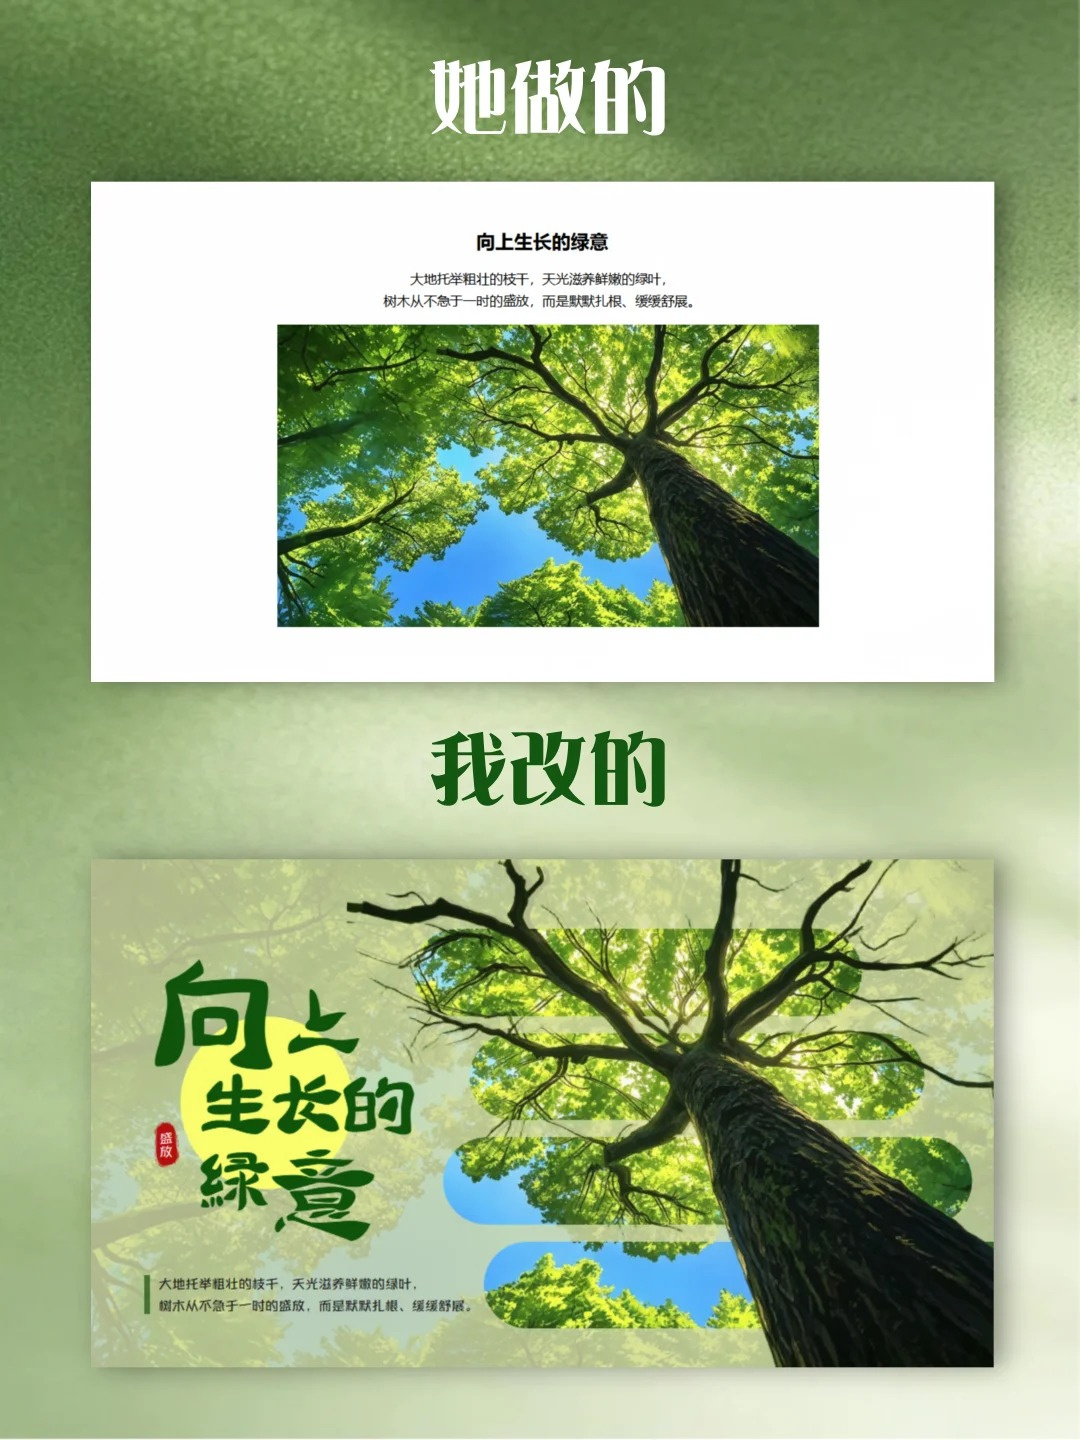 她做的
向上生长的绿意
大地托举粗壮的枝干，天光滋养鲜嫩的绿叶，
树木从不急于一时的盛放，而是默默扎根、缓缓舒展。
我改的
向上
生长的
綠意
盛放
大地托举粗壮的枝干，天光滋养鲜嫩的绿叶，
树木从不急于一时的盛放，而是默默扎根、缓缓舒展。